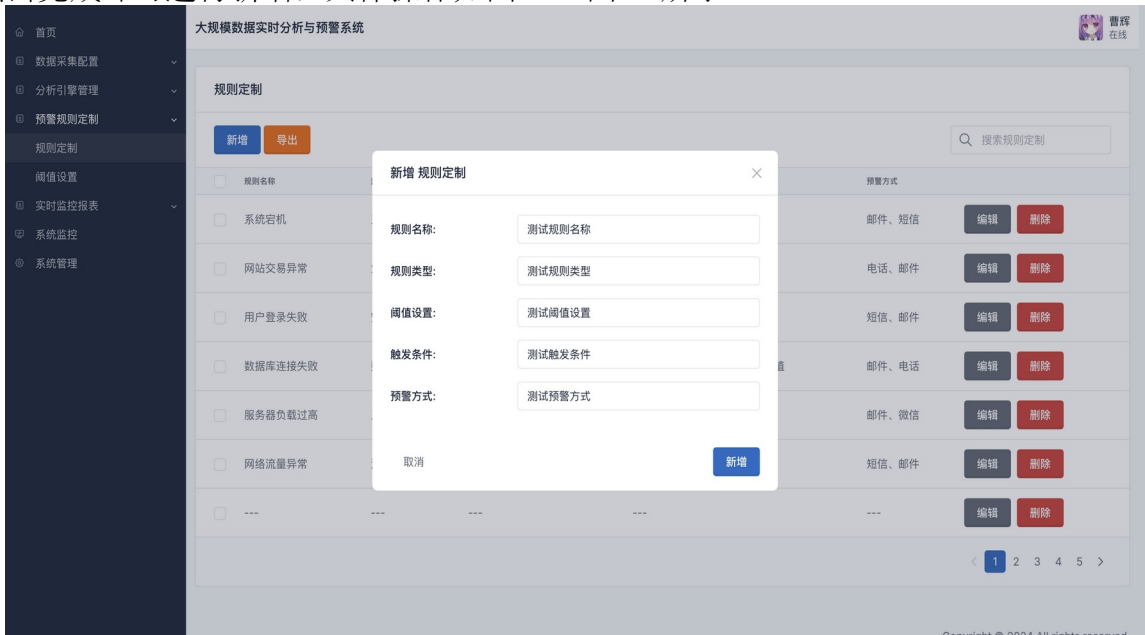 首页
大规模数据实时分析与预警系统
曹辉
在线
数据采集配置
分析引擎管理
预警规则定制
规则定制
阈值设置
实时监控报表
系统监控
系统管理
规则定制
新增 导出
搜索规则定制
规则名称 预警方式
系统宕机 邮件、短信 编辑 删除
网站交易异常 电话、邮件 编辑 删除
用户登录失败 短信、邮件 编辑 删除
数据库连接失败 值 邮件、电话 编辑 删除
服务器负载过高 邮件、微信 编辑 删除
网络流量异常 短信、邮件 编辑 删除
--- --- --- --- --- 编辑 删除
新增 规则定制
规则名称: 测试规则名称
规则类型: 测试规则类型
阈值设置: 测试阈值设置
触发条件: 测试触发条件
预警方式: 测试预警方式
取消 新增
1 2 3 4 5